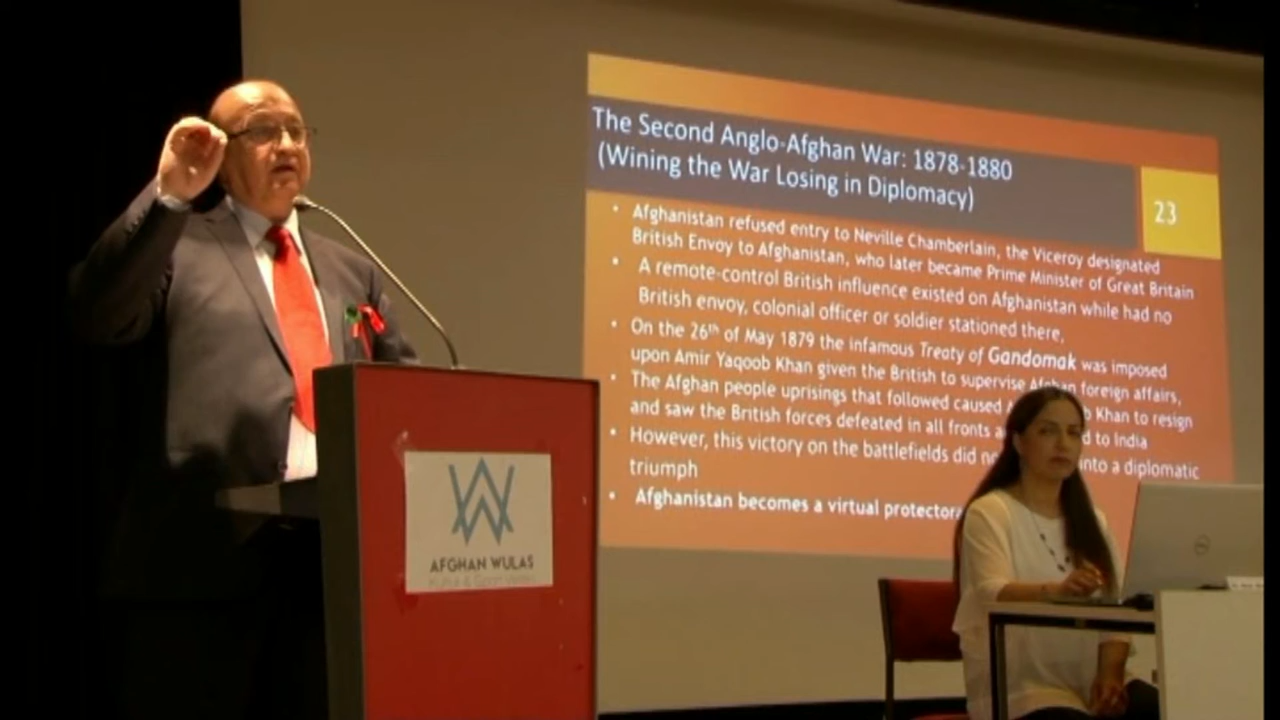 The Second Anglo-Afghan War: 1878-1880
(Wining the War Losing in Diplomacy)
23
• Afghanistan refused entry to Neville Chamberlain, the Viceroy designated
British Envoy to Afghanistan, who later became Prime Minister of Great Britain
• A remote-control British influence existed on Afghanistan while had no
British envoy, colonial officer or soldier stationed there,
• On the 26th of May 1879 the infamous Treaty of Gandomak was imposed
upon Amir Yaqoob Khan given the British to supervise Afghan foreign affairs,
• The Afghan people uprisings that followed caused Khan to resign
and saw the British forces defeated in all fronts to India
• However, this victory on the battlefields did into a diplomatic
triumph
• Afghanistan becomes a virtual
AFGHAN WULAS